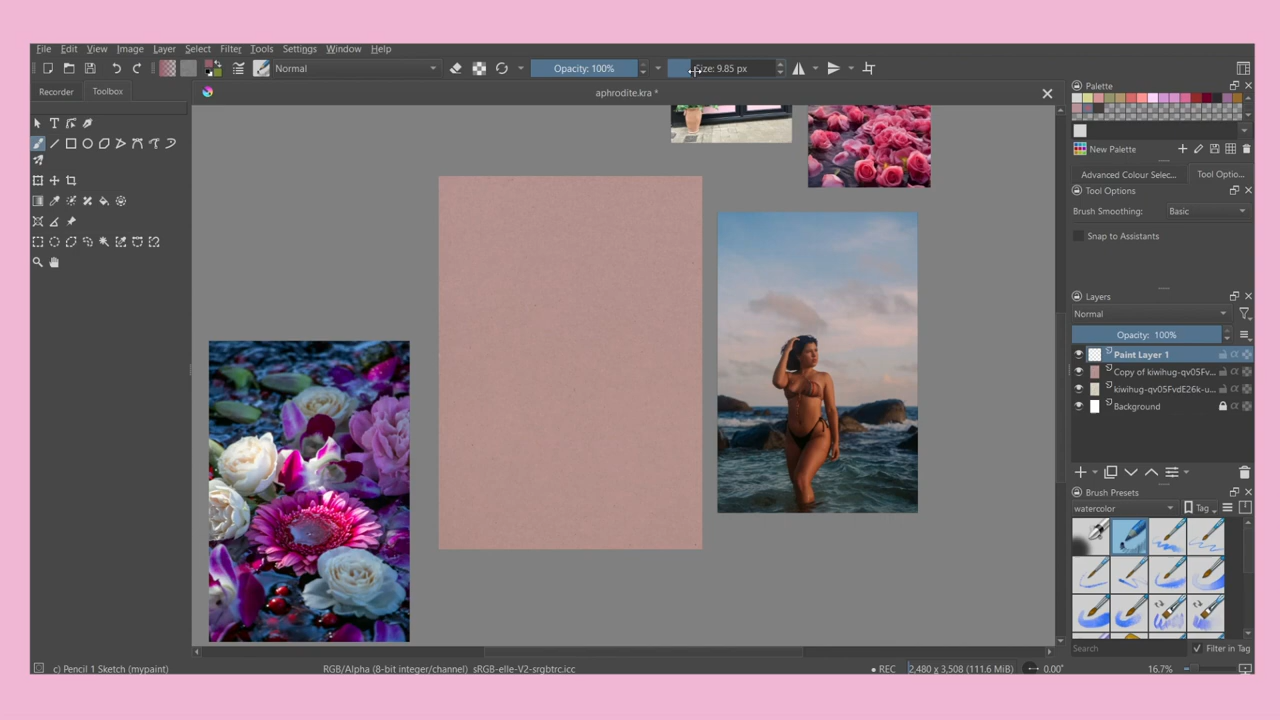 File Edit View Image Layer Select Filter Tools Settings Window Help
Normal
Opacity: 100%
Size: 9.85 px
Recorder
Toolbox
aphrodite.kra *
Palette
New Palette
Advanced Colour Selec...
Tool Optio...
Tool Options
Brush Smoothing:
Basic
Snap to Assistants
Layers
Normal
Opacity: 100%
Paint Layer 1
Copy of kiwihug-qv05Fv...
kiwihug-qv05FvdE26k-u...
Background
Brush Presets
watercolor
Tag
Search
Filter in Tag
c) Pencil 1 Sketch (mypaint)
RGB/Alpha (8-bit integer/channel) sRGB-elle-V2-srgbtrc.icc
REC
2,480 x 3,508 (111.6 MiB)
0.00°
16.7%